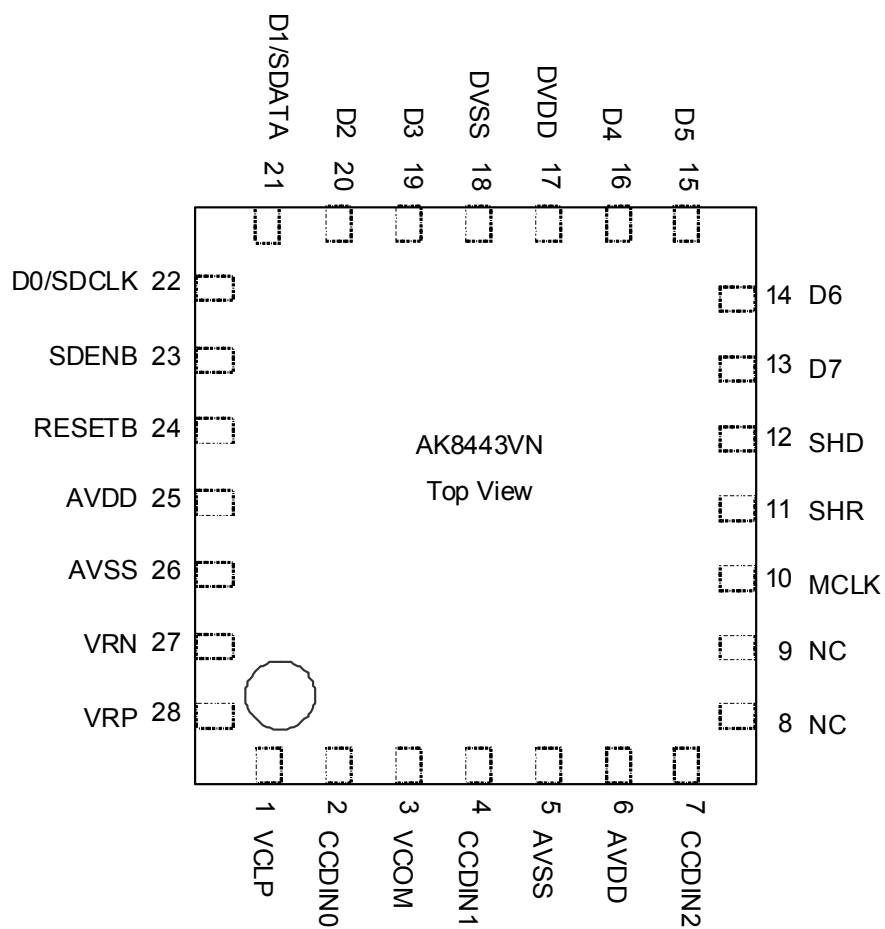 D1/SDATA 21
D2 20
D3 19
DVSS 18
DVDD 17
D4 16
D5 15
D0/SDCLK 22
SDENB 23
RESETB 24
AVDD 25
AVSS 26
VRN 27
VRP 28
AK8443VN
Top View
14 D6
13 D7
12 SHD
11 SHR
10 MCLK
9 NC
8 NC
1 VCLP
2 CCDIN0
3 VCOM
4 CCDIN1
5 AVSS
6 AVDD
7 CCDIN2